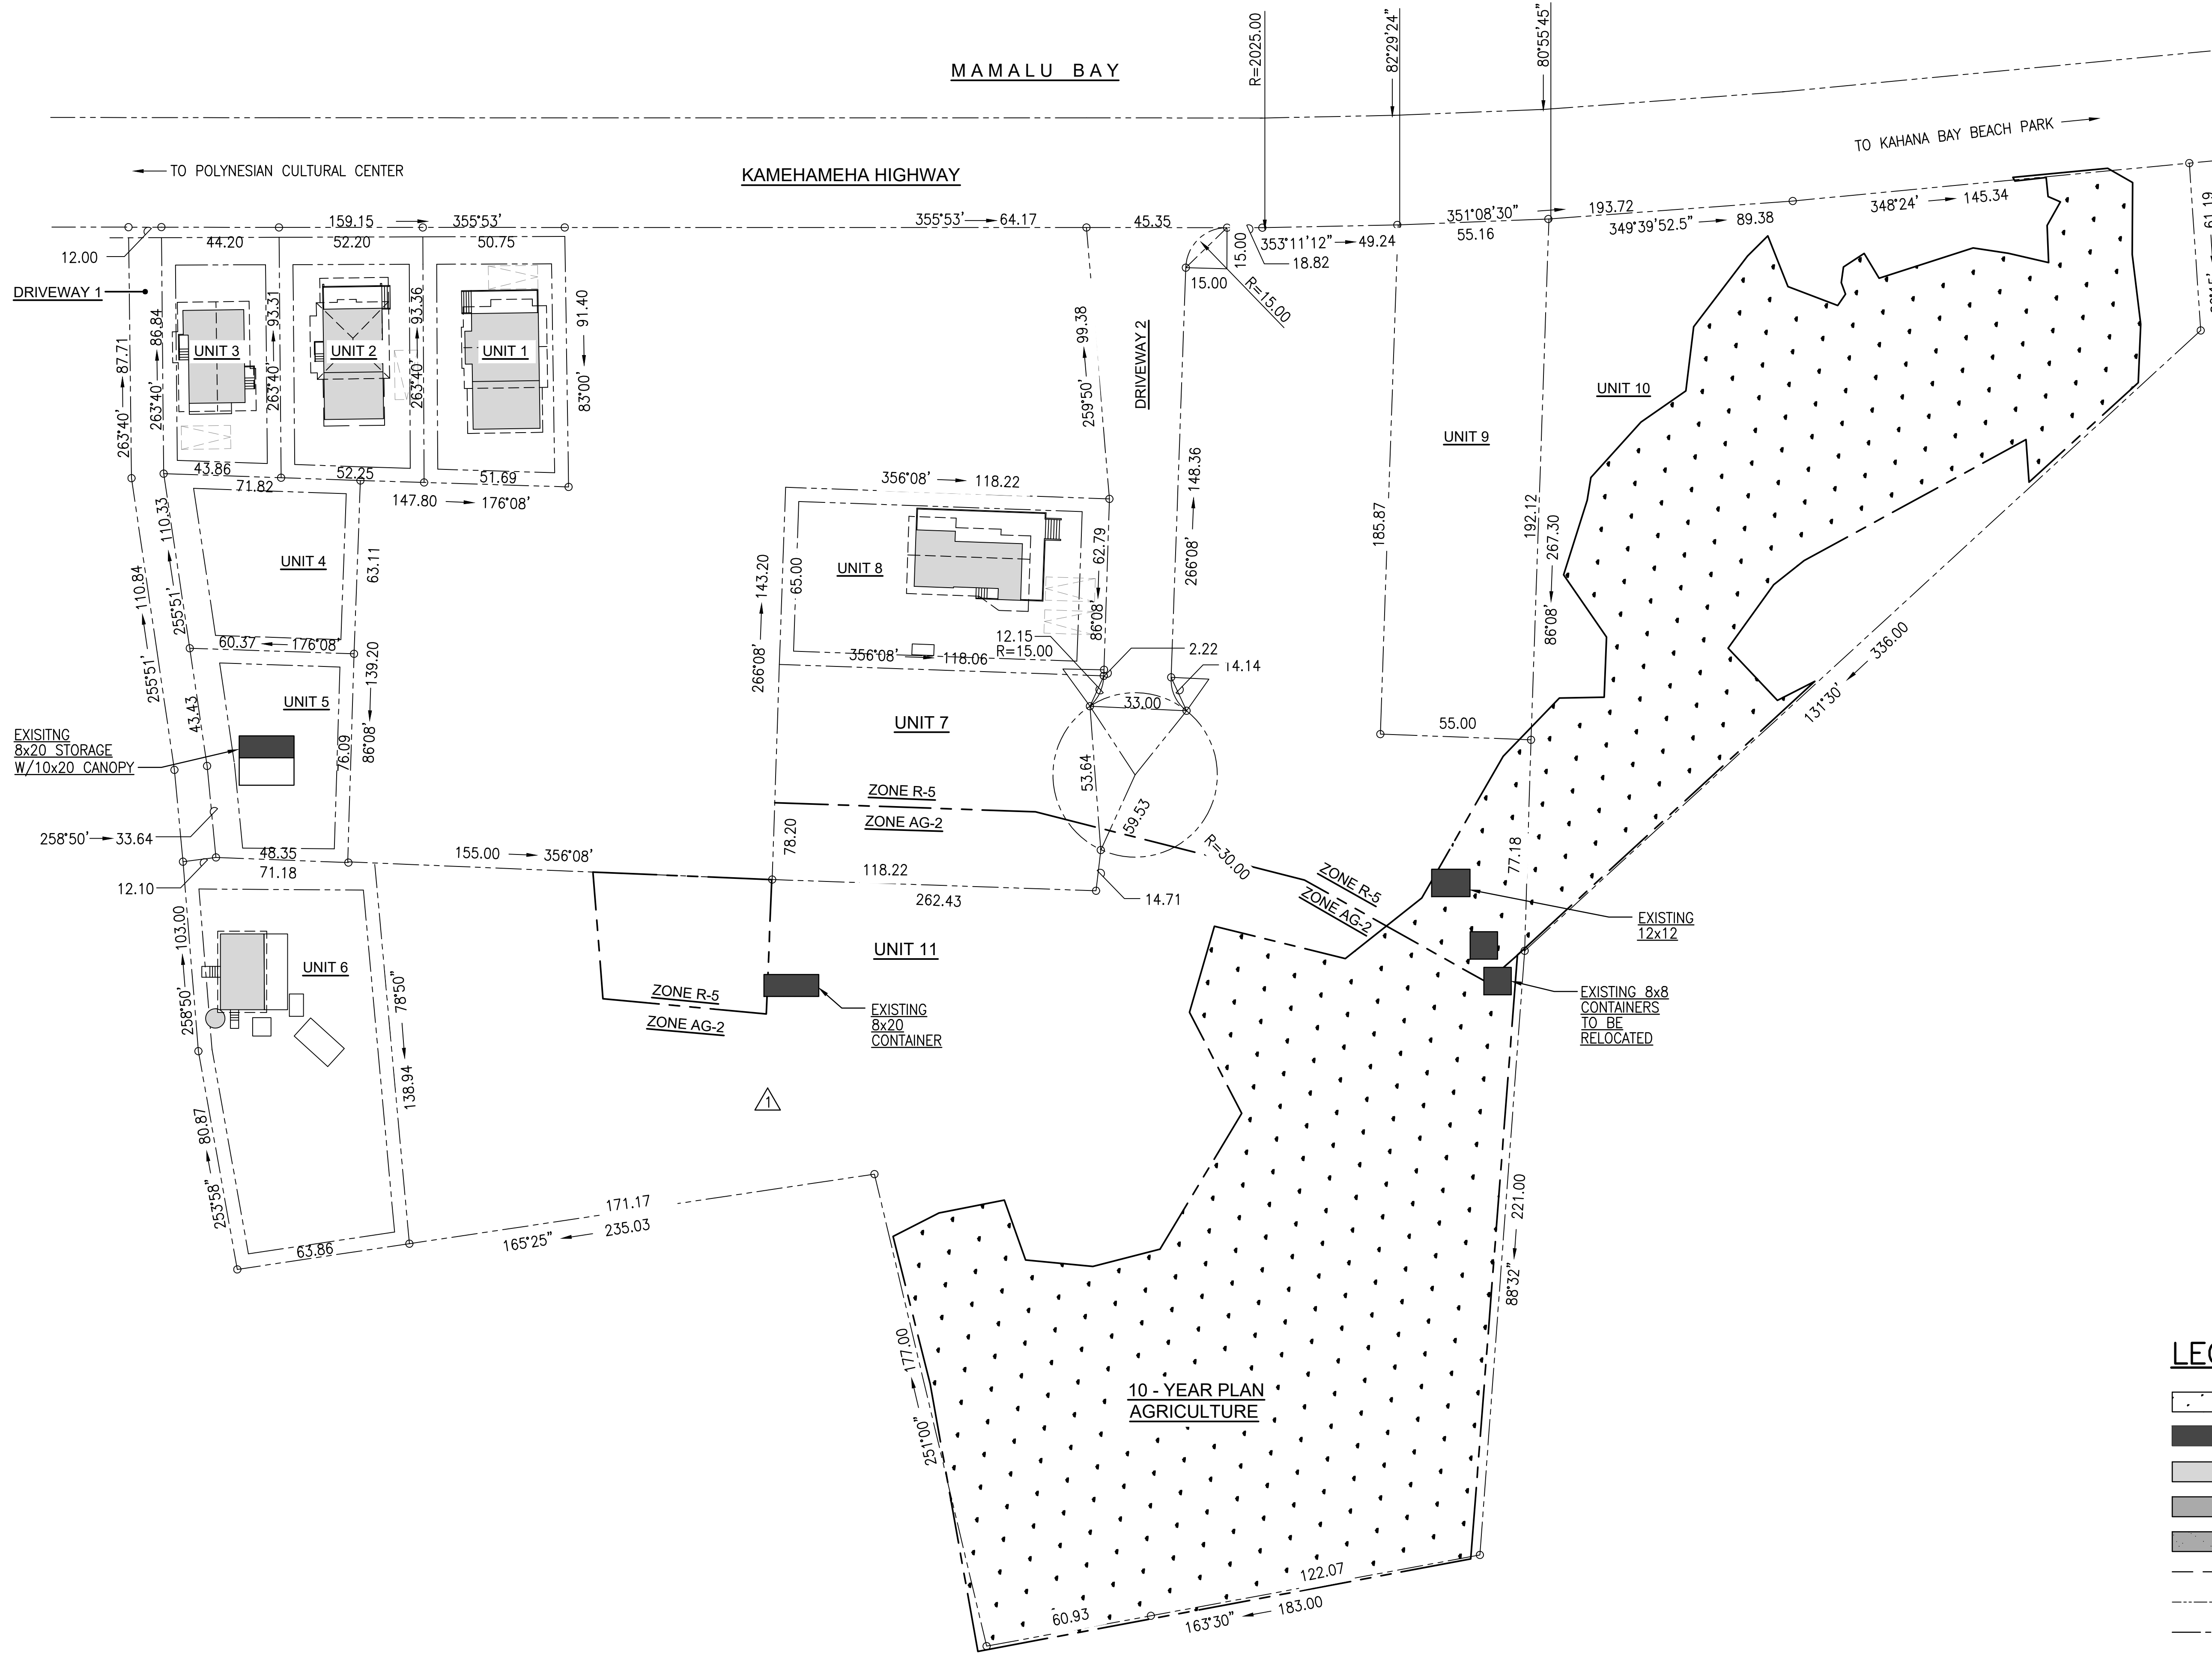 MAMALU BAY
R=2025.00
82°29'24"
80°55'45"
TO POLYNESIAN CULTURAL CENTER
KAMEHAMEHA HIGHWAY
TO KAHANA BAY BEACH PARK
159.15
355°53'
355°53'
64.17
45.35
353°11'12"
49.24
351°08'30"
193.72
55.16
349°39'52.5"
89.38
348°24'
145.34
61.19
12.00
44.20
52.20
50.75
15.00
15.00
R=15.00
18.82
DRIVEWAY 1
DRIVEWAY 2
263°40'
87.71
263°40'
86.84
263°40'
93.31
263°40'
93.36
83°00'
91.40
UNIT 3
UNIT 2
UNIT 1
259°50'
99.38
266°08'
148.36
UNIT 10
UNIT 9
185.87
192.12
86°08'
267.30
43.86
52.25
51.69
71.82
147.80
176°08'
356°08'
118.22
255°51'
110.84
255°51'
110.33
UNIT 4
63.11
UNIT 8
65.00
266°08'
143.20
86°08'
62.79
60.37
176°08'
12.15
R=15.00
356°08'
118.06
2.22
14.14
33.00
139.20
86°08'
131°30'
336.00
43.43
UNIT 5
76.09
UNIT 7
53.64
59.53
55.00
EXISITNG
8x20 STORAGE
W/10x20 CANOPY
ZONE R-5
ZONE AG-2
R=30.00
258°50'
33.64
48.35
71.18
155.00
356°08'
78.20
118.22
262.43
14.71
12.10
77.18
ZONE R-5
ZONE AG-2
EXISTING
12x12
258°50'
103.00
UNIT 6
78°50"
138.94
UNIT 11
ZONE R-5
ZONE AG-2
EXISTING
8x20
CONTAINER
EXISTING 8x8
CONTAINERS
TO BE
RELOCATED
1
253°58"
80.87
63.86
171.17
165°25"
235.03
88°32"
221.00
251°00"
177.00
10 - YEAR PLAN
AGRICULTURE
60.93
122.07
163°30"
183.00